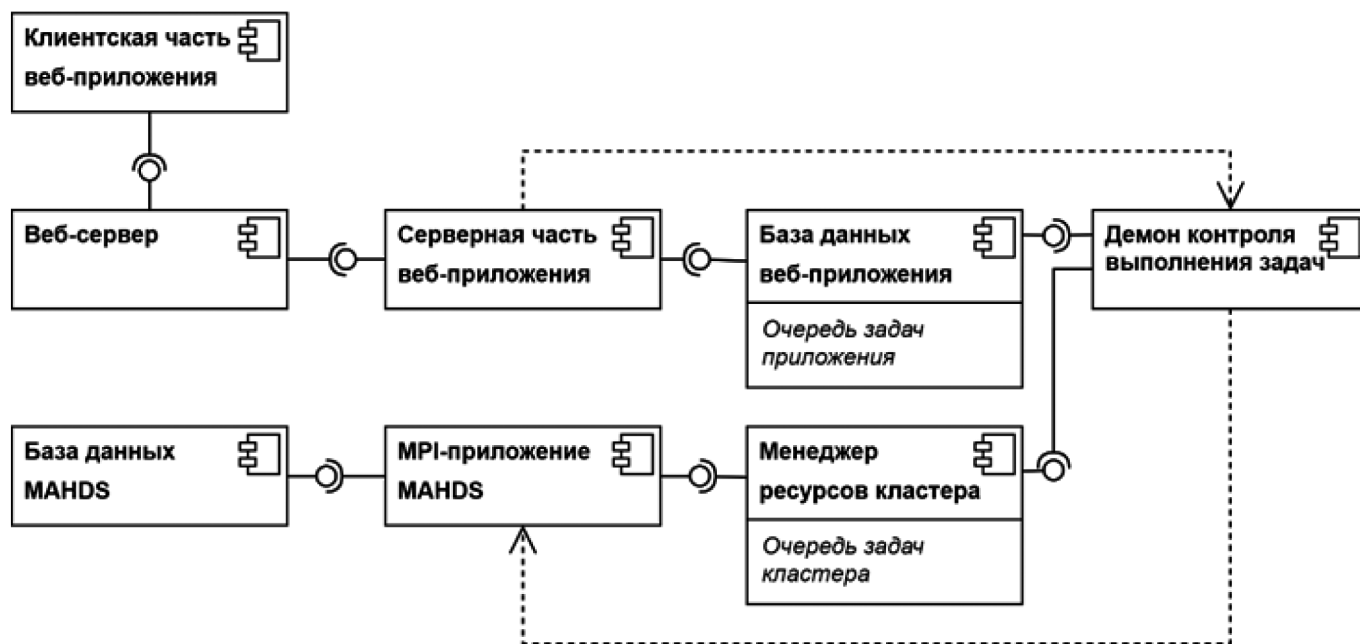 Клиентская часть
веб-приложения
Веб-сервер
Серверная часть
веб-приложения
База данных
веб-приложения
Очередь задач
приложения
Демон контроля
выполнения задач
База данных
MAHDS
MPI-приложение
MAHDS
Менеджер
ресурсов кластера
Очередь задач
кластера